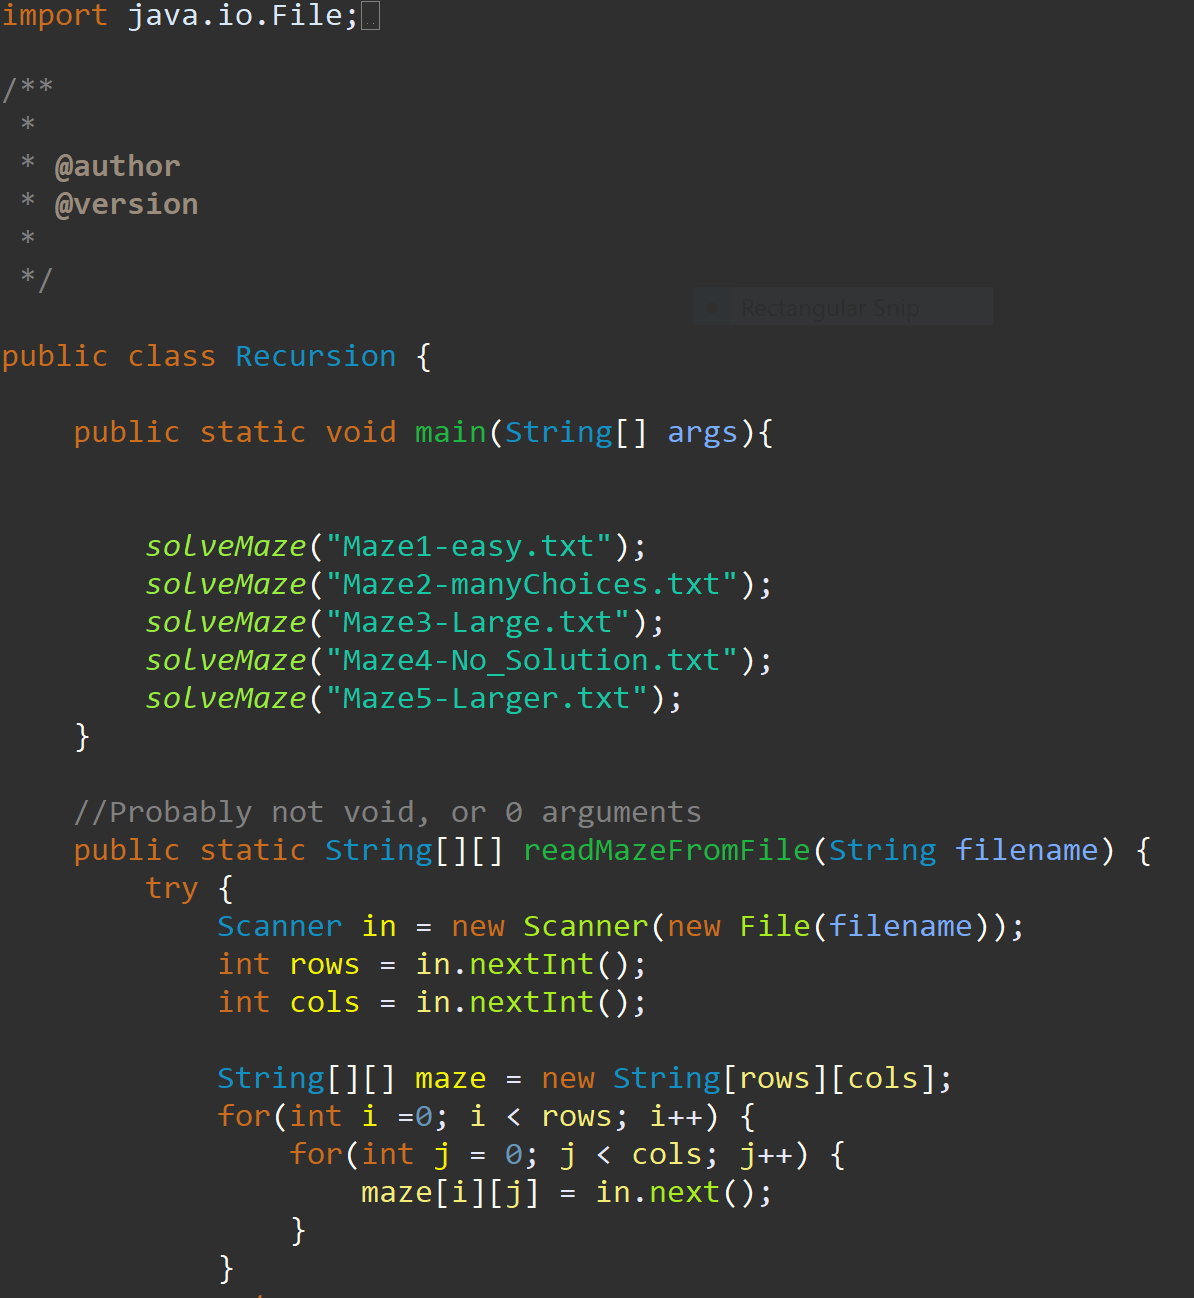 import java.io.File;
/**
*
* @author
* @version
*
*/
Rectangular Snip
public class Recursion {
public static void main(String[] args){
solveMaze("Maze1-easy.txt");
solveMaze("Maze2-manyChoices.txt");
solveMaze("Maze3-Large.txt");
solveMaze("Maze4-No_Solution.txt");
solveMaze("Maze5-Larger.txt");
}
//Probably not void, or 0 arguments
public static String[][] readMazeFromFile(String filename) {
try {
Scanner in = new Scanner(new File(filename));
int rows = in.nextInt();
int cols = in.nextInt();
String[][] maze = new String[rows][cols];
for(int i =0; i < rows; i++) {
for(int j = 0; j < cols; j++) {
maze[i][j] = in.next();
}
}